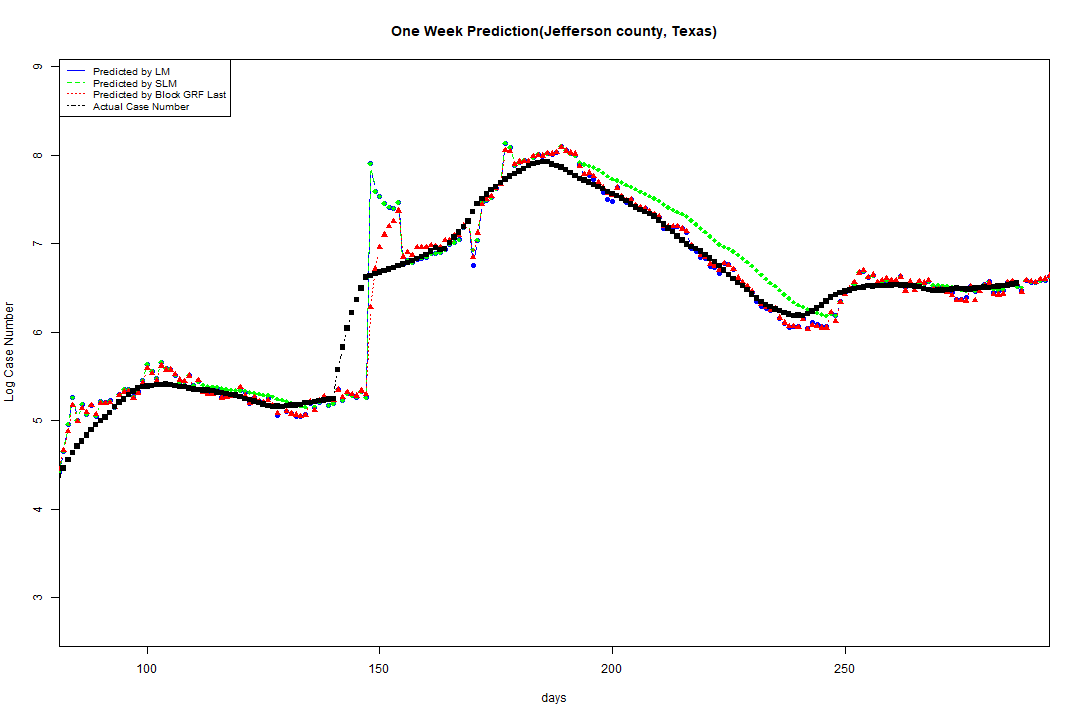 One Week Prediction(Jefferson county, Texas)
Predicted by LM
Predicted by SLM
Predicted by Block GRF Last
Actual Case Number
9
8
7
6
5
4
3
Log Case Number
100
150
200
250
days